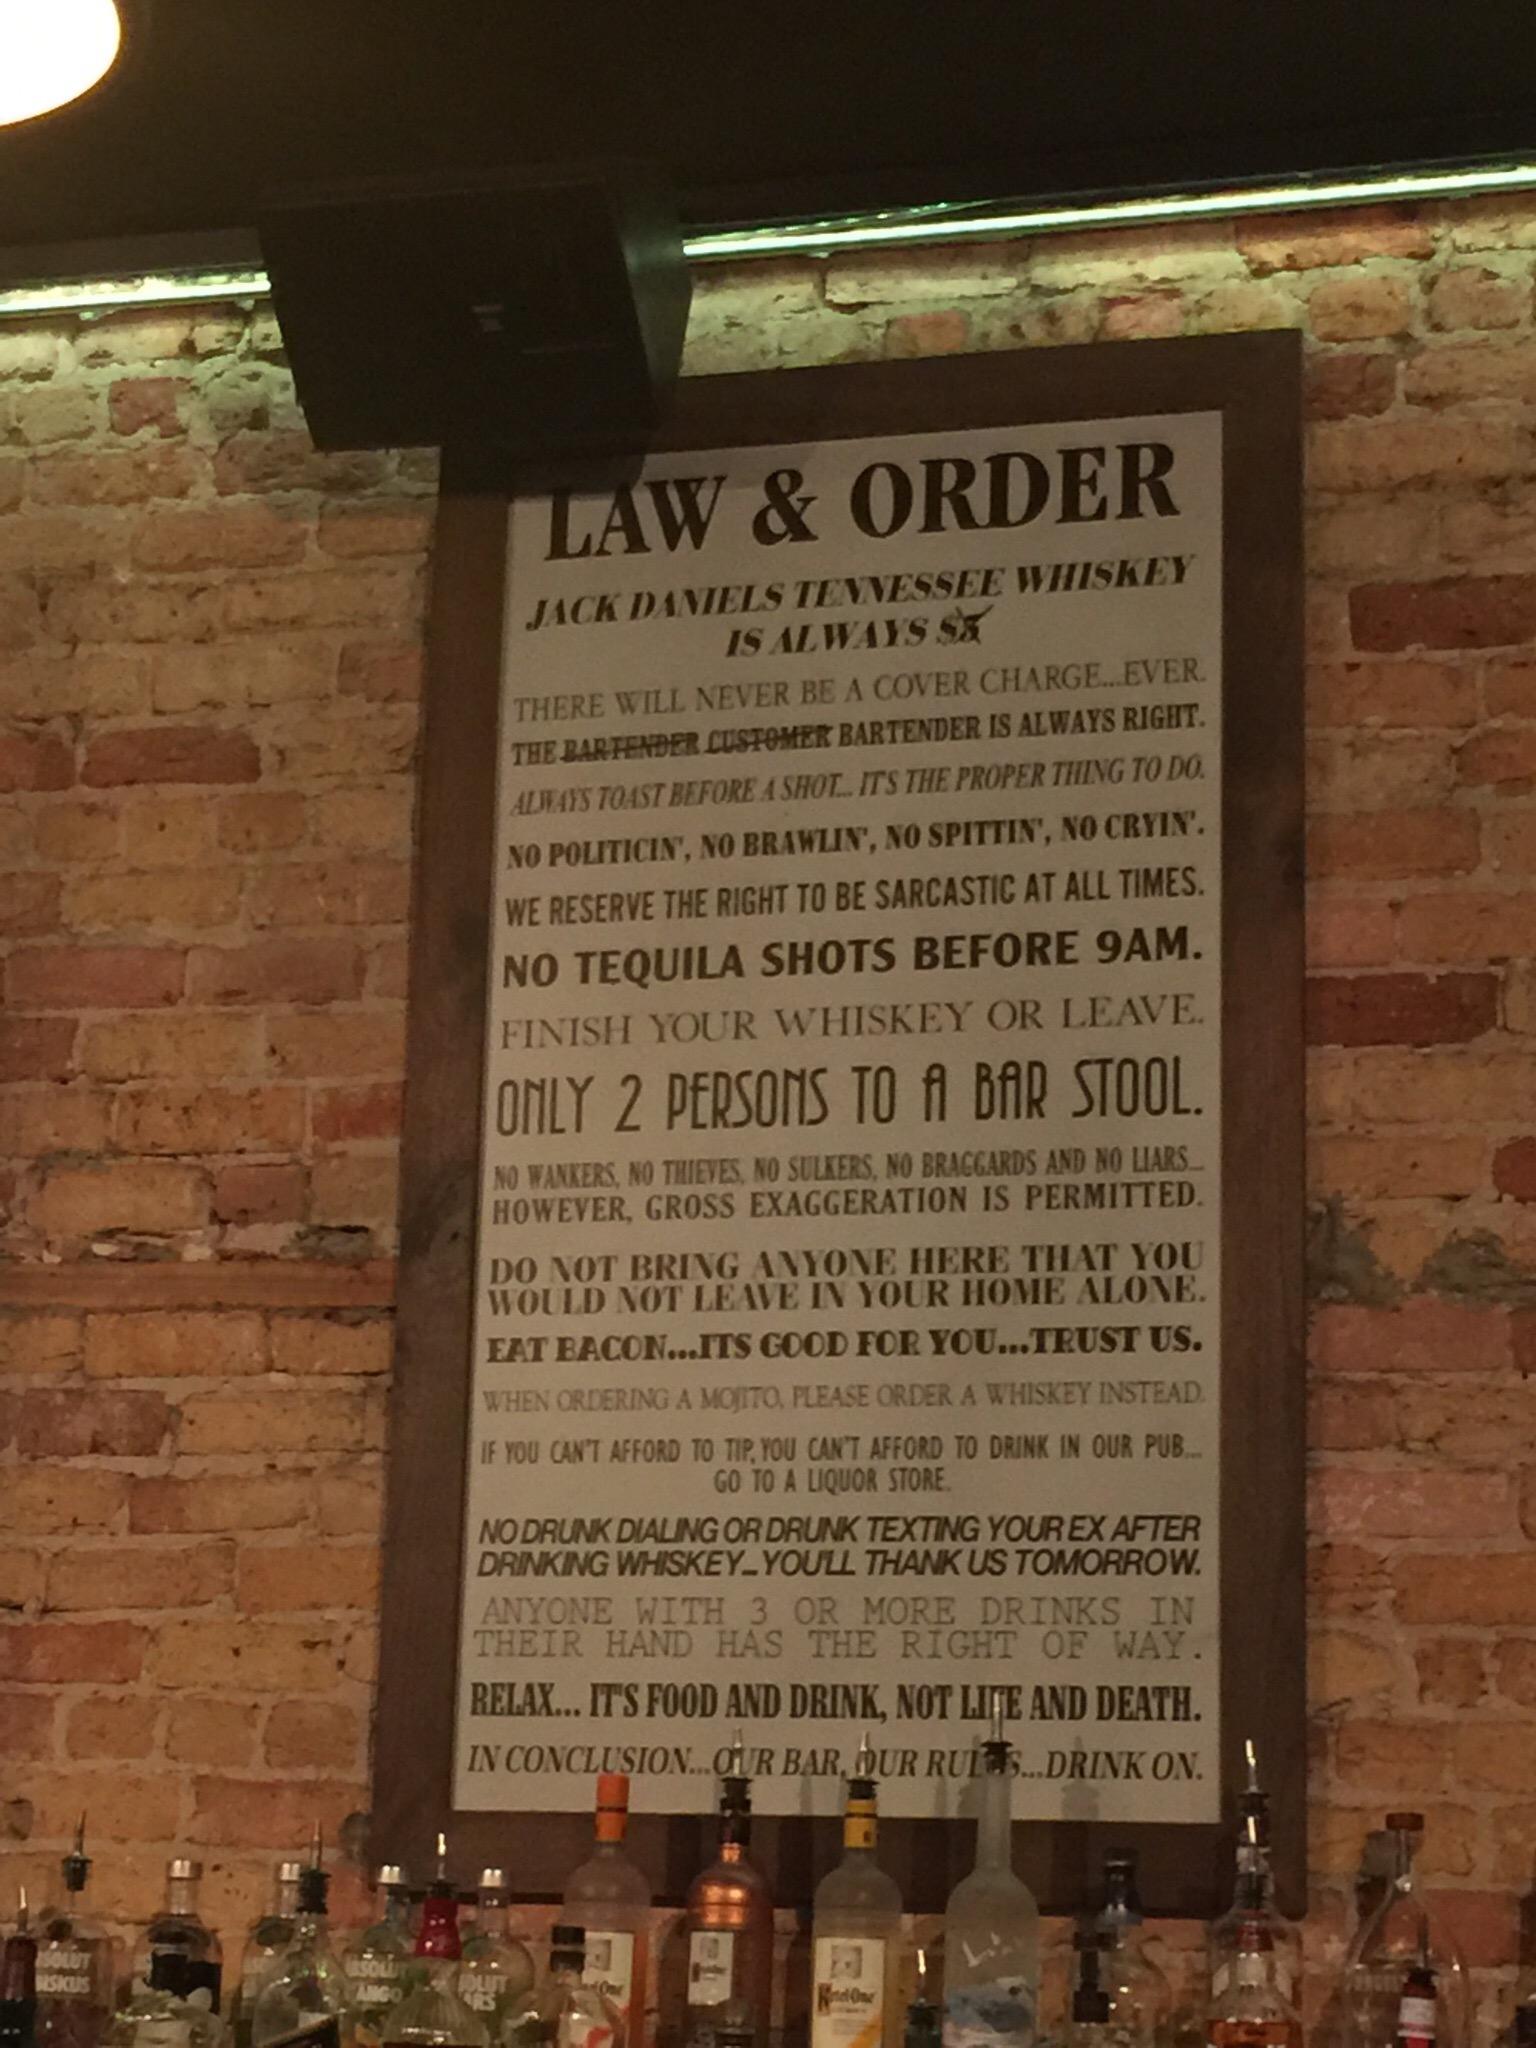 LAW & ORDER
JACK DANIELS TENNESSEE WHISKEY
IS ALWAYS $5
THERE WILL NEVER BE A COVER CHARGE...EVER.
THE BARTENDER CUSTOMER BARTENDER IS ALWAYS RIGHT.
ALWAYS TOAST BEFORE A SHOT... IT'S THE PROPER THING TO DO.
NO POLITICIN', NO BRAWLIN', NO SPITTIN', NO CRYIN'.
WE RESERVE THE RIGHT TO BE SARCASTIC AT ALL TIMES.
NO TEQUILA SHOTS BEFORE 9AM.
FINISH YOUR WHISKEY OR LEAVE.
ONLY 2 PERSONS TO A BAR STOOL.
NO WANKERS, NO THIEVES, NO SULKERS, NO BRAGGARDS AND NO LIARS...
HOWEVER, GROSS EXAGGERATION IS PERMITTED.
DO NOT BRING ANYONE HERE THAT YOU
WOULD NOT LEAVE IN YOUR HOME ALONE.
EAT BACON...ITS GOOD FOR YOU...TRUST US.
WHEN ORDERING A MOJITO, PLEASE ORDER A WHISKEY INSTEAD.
IF YOU CAN'T AFFORD TO TIP, YOU CAN'T AFFORD TO DRINK IN OUR PUB...
GO TO A LIQUOR STORE.
NO DRUNK DIALING OR DRUNK TEXTING YOUR EX AFTER
DRINKING WHISKEY...YOU'LL THANK US TOMORROW.
ANYONE WITH 3 OR MORE DRINKS IN
THEIR HAND HAS THE RIGHT OF WAY.
RELAX... IT'S FOOD AND DRINK, NOT LIFE AND DEATH.
IN CONCLUSION...OUR BAR, OUR RULES...DRINK ON.
Ketel One